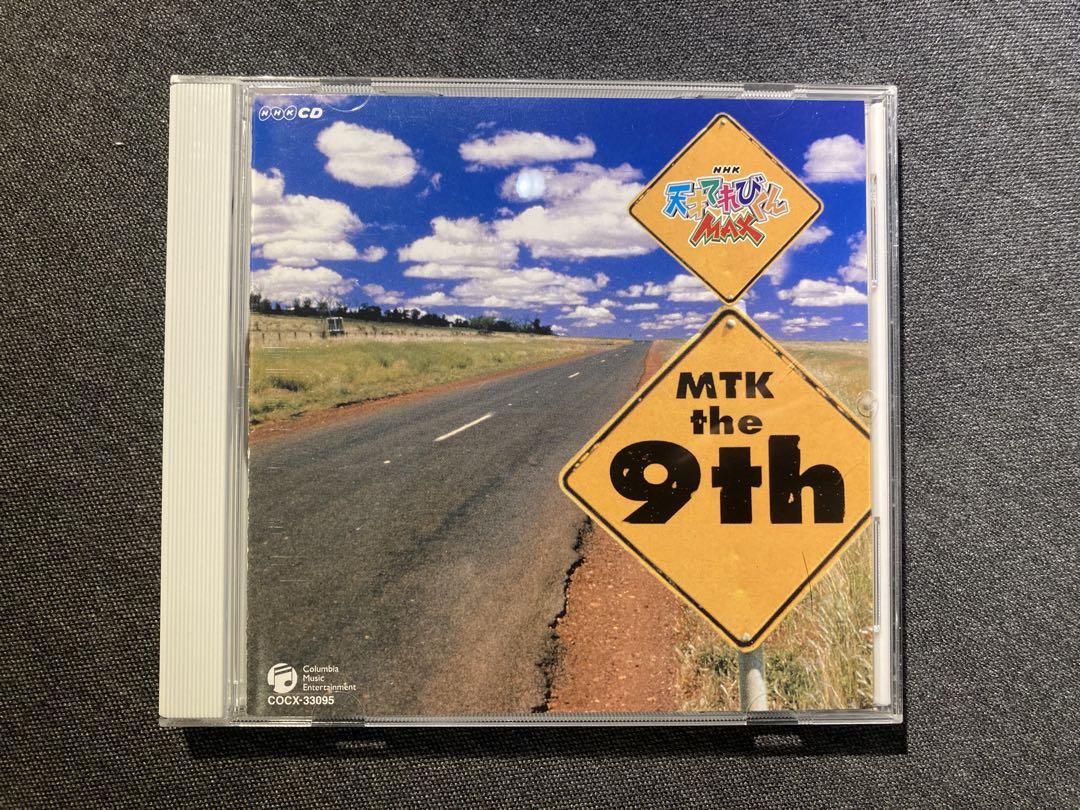 NHK CD
NHK
天才てれびくん
MAX
MTK
the
9th
Columbia
Music
Entertainment
COCX-33095